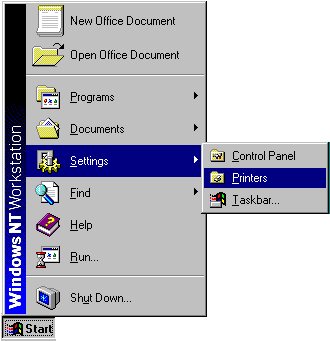 New Office Document
Open Office Document
Programs
Documents
Settings
Find
Help
Run...
Shut Down...
Control Panel
Printers
Taskbar...
Windows NT Workstation
Start